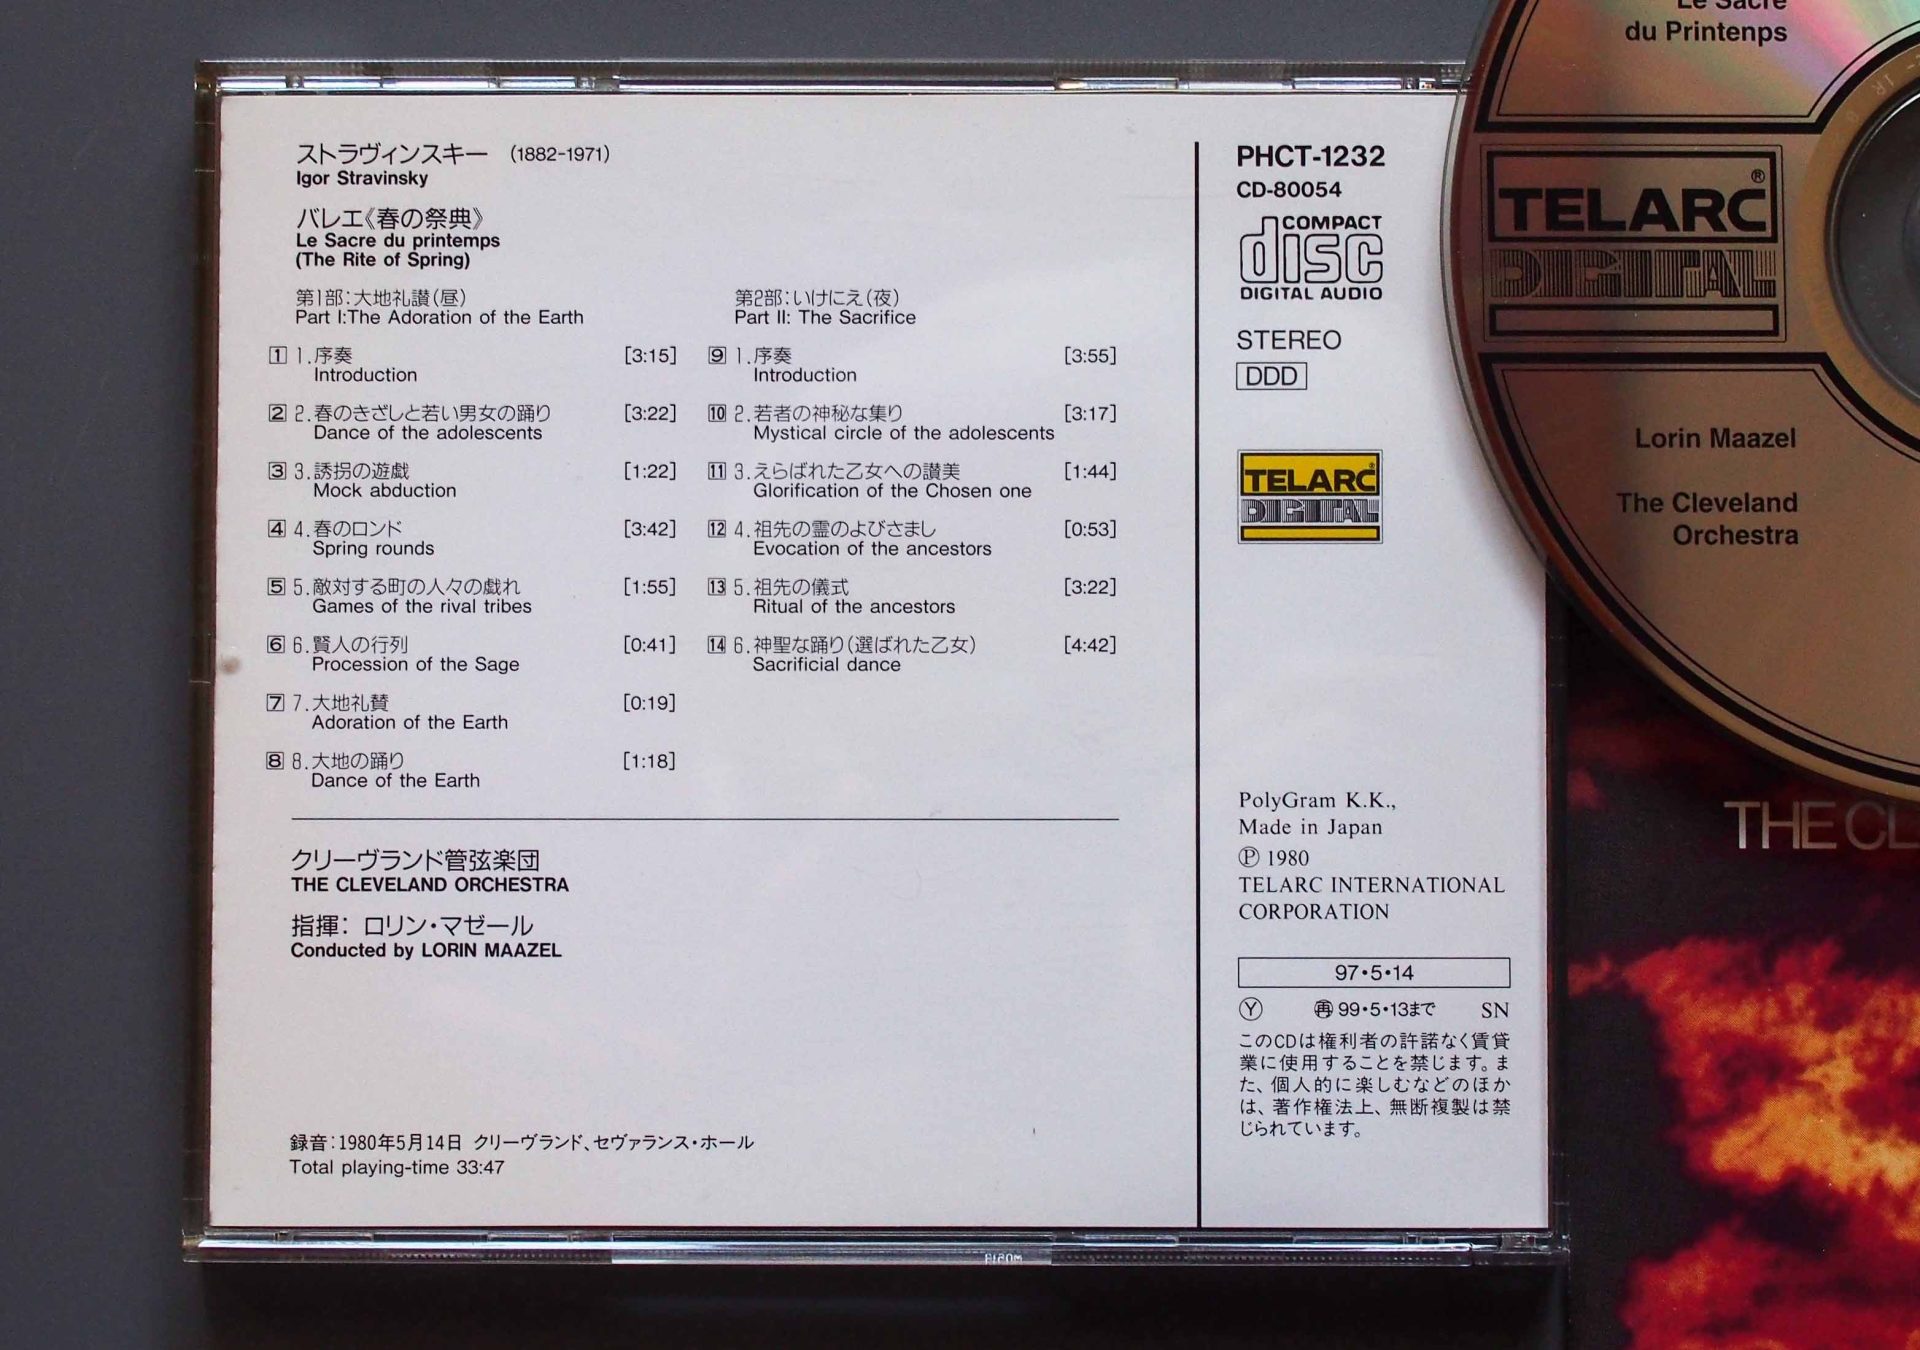 ストラヴィンスキー (1882-1971)
Igor Stravinsky
バレエ《春の祭典》
Le Sacre du printemps
(The Rite of Spring)
第1部:大地礼讃(昼)
Part I:The Adoration of the Earth
1 1.序奏 [3:15]
Introduction
2 2.春のきざしと若い男女の踊り [3:22]
Dance of the adolescents
3 3.誘拐の遊戯 [1:22]
Mock abduction
4 4.春のロンド [3:42]
Spring rounds
5 5.敵対する町の人々の戯れ [1:55]
Games of the rival tribes
6 6.賢人の行列 [0:41]
Procession of the Sage
7 7.大地礼賛 [0:19]
Adoration of the Earth
8 8.大地の踊り [1:18]
Dance of the Earth
第2部:いけにえ(夜)
Part II: The Sacrifice
9 1.序奏 [3:55]
Introduction
10 2.若者の神秘な集り [3:17]
Mystical circle of the adolescents
11 3.えらばれた乙女への讃美 [1:44]
Glorification of the Chosen one
12 4.祖先の霊のよびさまし [0:53]
Evocation of the ancestors
13 5.祖先の儀式 [3:22]
Ritual of the ancestors
14 6.神聖な踊り(選ばれた乙女) [4:42]
Sacrificial dance
クリーヴランド管弦楽団
THE CLEVELAND ORCHESTRA
指揮: ロリン・マゼール
Conducted by LORIN MAAZEL
録音:1980年5月14日 クリーヴランド、セヴァランス・ホール
Total playing-time 33:47
PHCT-1232
CD-80054
COMPACT
disc
DIGITAL AUDIO
STEREO
DDD
TELARC®
DIGITAL
PolyGram K.K.,
Made in Japan
Ⓟ 1980
TELARC INTERNATIONAL
CORPORATION
97・5・14
Ⓨ ㊢再 99・5・13まで SN
このCDは権利者の許諾なく賃貸
業に使用することを禁じます。ま
た、個人的に楽しむなどのほか
は、著作権法上、無断複製は禁
じられています。
Le Sacre
du Printenps
TELARC®
DIGITAL
Lorin Maazel
The Cleveland
Orchestra
THE CL